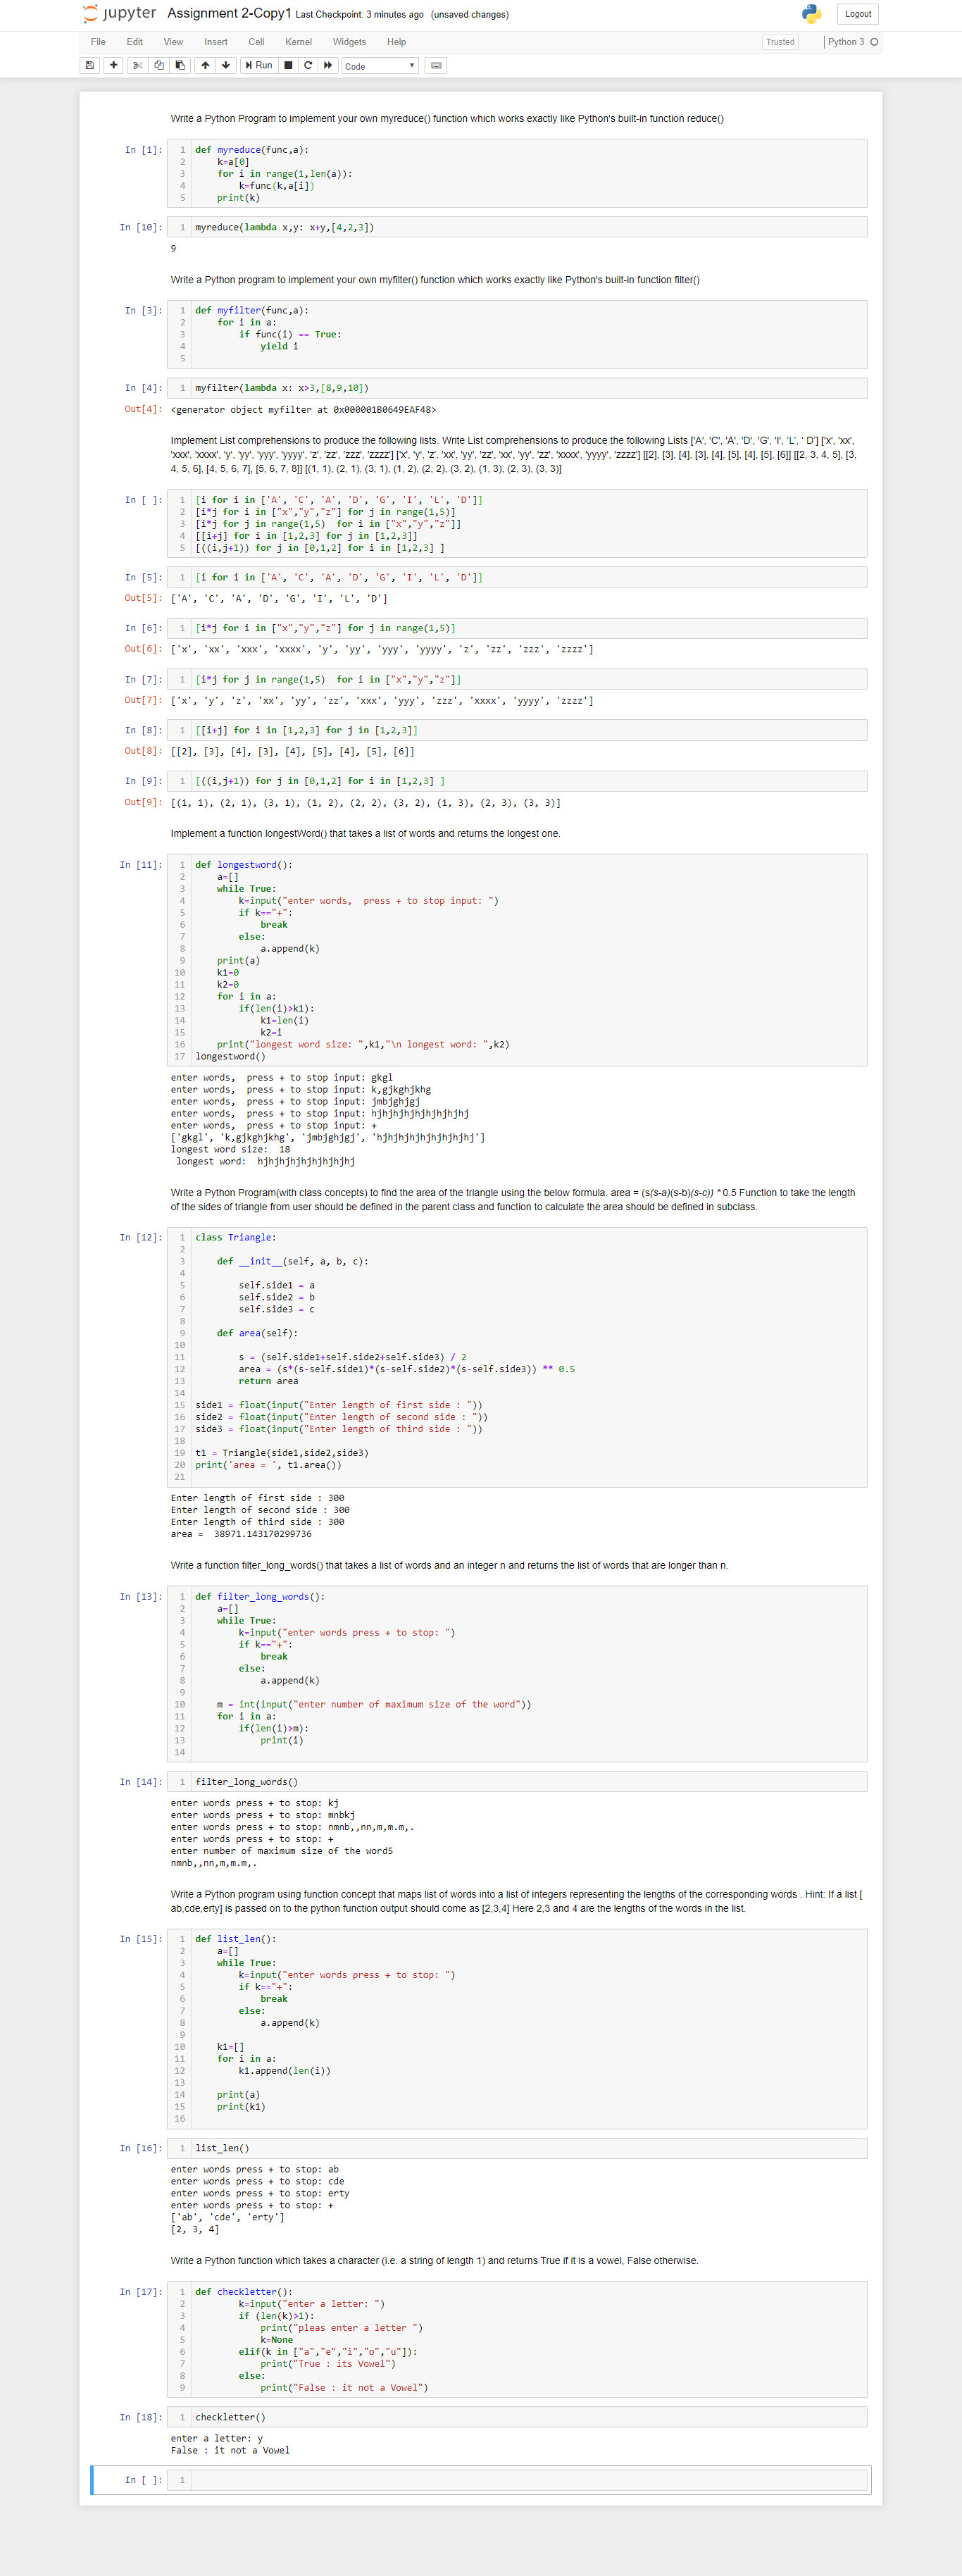 jupyter Assignment 2-Copy1 Last Checkpoint: 3 minutes ago (unsaved changes) Logout
File Edit View Insert Cell Kernel Widgets Help Trusted Python 3
Run Code
Write a Python Program to implement your own myreduce() function which works exactly like Python's built-in function reduce()
In [1]: 1 def myreduce(func,a):
2     k=a[0]
3     for i in range(1,len(a)):
4         k=func(k,a[i])
5     print(k)
In [10]: 1 myreduce(lambda x,y: x+y,[4,2,3])
9
Write a Python program to implement your own myfilter() function which works exactly like Python's built-in function filter()
In [3]: 1 def myfilter(func,a):
2     for i in a:
3         if func(i) == True:
4             yield i
5
In [4]: 1 myfilter(lambda x: x>3,[8,9,10])
Out[4]: <generator object myfilter at 0x000001B0649EAF48>
Implement List comprehensions to produce the following lists. Write List comprehensions to produce the following Lists ['A', 'C', 'A', 'D', 'G', 'I', 'L', ' D'] ['x', 'xx',
'xxx', 'xxxx', 'y', 'yy', 'yyy', 'yyyy', 'z', 'zz', 'zzz', 'zzzz'] ['x', 'y', 'z', 'xx', 'yy', 'zz', 'xx', 'yy', 'zz', 'xxxx', 'yyyy', 'zzzz'] [[2], [3], [4], [3], [4], [5], [4], [5], [6]] [[2, 3, 4, 5], [3,
4, 5, 6], [4, 5, 6, 7], [5, 6, 7, 8]] [(1, 1), (2, 1), (3, 1), (1, 2), (2, 2), (3, 2), (1, 3), (2, 3), (3, 3)]
In [ ]: 1 [i for i in ['A', 'C', 'A', 'D', 'G', 'I', 'L', 'D']]
2 [i*j for i in ["x","y","z"] for j in range(1,5)]
3 [i*j for j in range(1,5)  for i in ["x","y","z"]]
4 [[i+j] for i in [1,2,3] for j in [1,2,3]]
5 [((i,j+1)) for j in [0,1,2] for i in [1,2,3] ]
In [5]: 1 [i for i in ['A', 'C', 'A', 'D', 'G', 'I', 'L', 'D']]
Out[5]: ['A', 'C', 'A', 'D', 'G', 'I', 'L', 'D']
In [6]: 1 [i*j for i in ["x","y","z"] for j in range(1,5)]
Out[6]: ['x', 'xx', 'xxx', 'xxxx', 'y', 'yy', 'yyy', 'yyyy', 'z', 'zz', 'zzz', 'zzzz']
In [7]: 1 [i*j for j in range(1,5)  for i in ["x","y","z"]]
Out[7]: ['x', 'y', 'z', 'xx', 'yy', 'zz', 'xxx', 'yyy', 'zzz', 'xxxx', 'yyyy', 'zzzz']
In [8]: 1 [[i+j] for i in [1,2,3] for j in [1,2,3]]
Out[8]: [[2], [3], [4], [3], [4], [5], [4], [5], [6]]
In [9]: 1 [((i,j+1)) for j in [0,1,2] for i in [1,2,3] ]
Out[9]: [(1, 1), (2, 1), (3, 1), (1, 2), (2, 2), (3, 2), (1, 3), (2, 3), (3, 3)]
Implement a function longestWord() that takes a list of words and returns the longest one.
In [11]: 1 def longestword():
2     a=[]
3     while True:
4         k=input("enter words,  press + to stop input: ")
5         if k=="+":
6             break
7         else:
8             a.append(k)
9     print(a)
10     k1=0
11     k2=0
12     for i in a:
13         if(len(i)>k1):
14             k1=len(i)
15             k2=i
16     print("longest word size: ",k1,"\n longest word: ",k2)
17 longestword()
enter words,  press + to stop input: gkgl
enter words,  press + to stop input: k,gjkghjkhg
enter words,  press + to stop input: jmbjghjgj
enter words,  press + to stop input: hjhjhjhjhjhjhjhjhj
enter words,  press + to stop input: +
['gkgl', 'k,gjkghjkhg', 'jmbjghjgj', 'hjhjhjhjhjhjhjhjhj']
longest word size:  18
 longest word:  hjhjhjhjhjhjhjhjhj
Write a Python Program(with class concepts) to find the area of the triangle using the below formula. area = (s(s-a)(s-b)(s-c)) * 0.5 Function to take the length
of the sides of triangle from user should be defined in the parent class and function to calculate the area should be defined in subclass.
In [12]: 1 class Triangle:
2
3     def __init__(self, a, b, c):
4
5         self.side1 = a
6         self.side2 = b
7         self.side3 = c
8
9     def area(self):
10
11         s = (self.side1+self.side2+self.side3) / 2
12         area = (s*(s-self.side1)*(s-self.side2)*(s-self.side3)) ** 0.5
13         return area
14
15 side1 = float(input("Enter length of first side : "))
16 side2 = float(input("Enter length of second side : "))
17 side3 = float(input("Enter length of third side : "))
18
19 t1 = Triangle(side1,side2,side3)
20 print('area = ', t1.area())
21
Enter length of first side : 300
Enter length of second side : 300
Enter length of third side : 300
area =  38971.143170299736
Write a function filter_long_words() that takes a list of words and an integer n and returns the list of words that are longer than n.
In [13]: 1 def filter_long_words():
2     a=[]
3     while True:
4         k=input("enter words press + to stop: ")
5         if k=="+":
6             break
7         else:
8             a.append(k)
9
10     m = int(input("enter number of maximum size of the word"))
11     for i in a:
12         if(len(i)>m):
13             print(i)
14
In [14]: 1 filter_long_words()
enter words press + to stop: kj
enter words press + to stop: mnbkj
enter words press + to stop: nmnb,,nn,m,m.m,.
enter words press + to stop: +
enter number of maximum size of the word5
nmnb,,nn,m,m.m,.
Write a Python program using function concept that maps list of words into a list of integers representing the lengths of the corresponding words . Hint: If a list [
ab,cde,erty] is passed on to the python function output should come as [2,3,4] Here 2,3 and 4 are the lengths of the words in the list.
In [15]: 1 def list_len():
2     a=[]
3     while True:
4         k=input("enter words press + to stop: ")
5         if k=="+":
6             break
7         else:
8             a.append(k)
9
10     k1=[]
11     for i in a:
12         k1.append(len(i))
13
14     print(a)
15     print(k1)
16
In [16]: 1 list_len()
enter words press + to stop: ab
enter words press + to stop: cde
enter words press + to stop: erty
enter words press + to stop: +
['ab', 'cde', 'erty']
[2, 3, 4]
Write a Python function which takes a character (i.e. a string of length 1) and returns True if it is a vowel, False otherwise.
In [17]: 1 def checkletter():
2         k=input("enter a letter: ")
3         if (len(k)>1):
4             print("pleas enter a letter ")
5             k=None
6         elif(k in ["a","e","i","o","u"]):
7             print("True : its Vowel")
8         else:
9             print("False : it not a Vowel")
In [18]: 1 checkletter()
enter a letter: y
False : it not a Vowel
In [ ]: 1